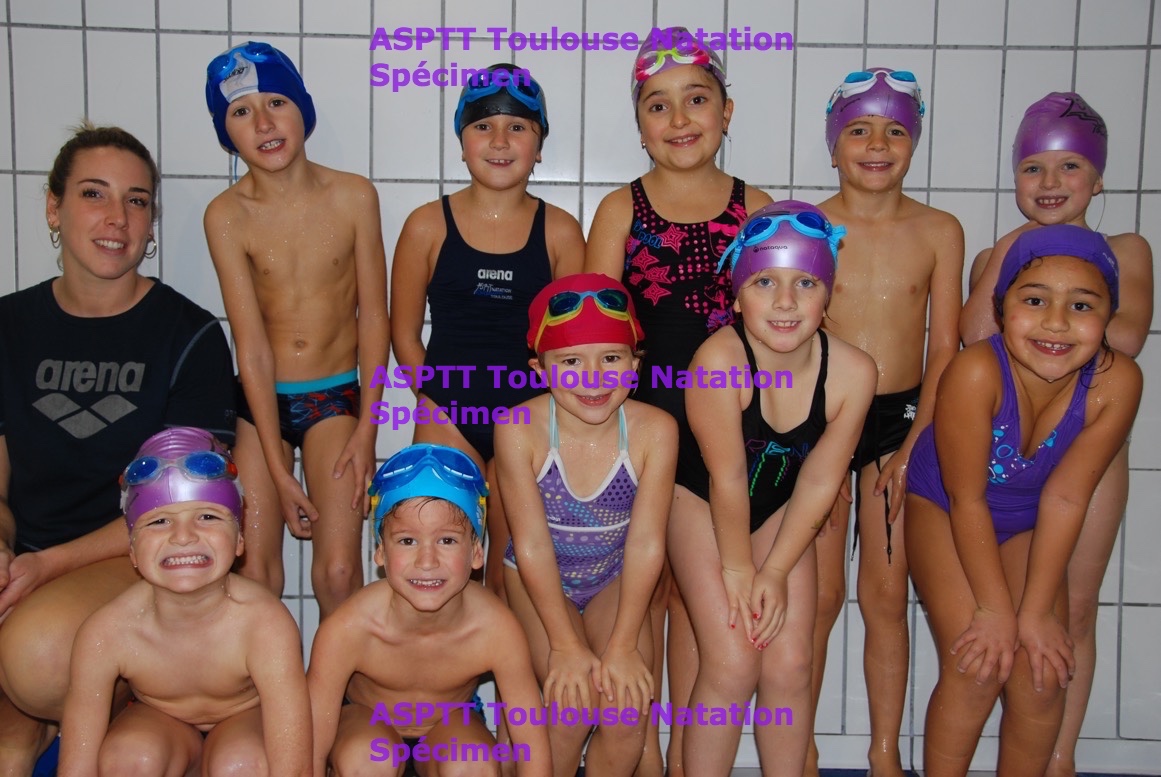 ASPTT Toulouse Natation
Spécimen
arena
ASPTT Toulouse Natation
Spécimen
arena
ASPTT Toulouse Natation
Spécimen